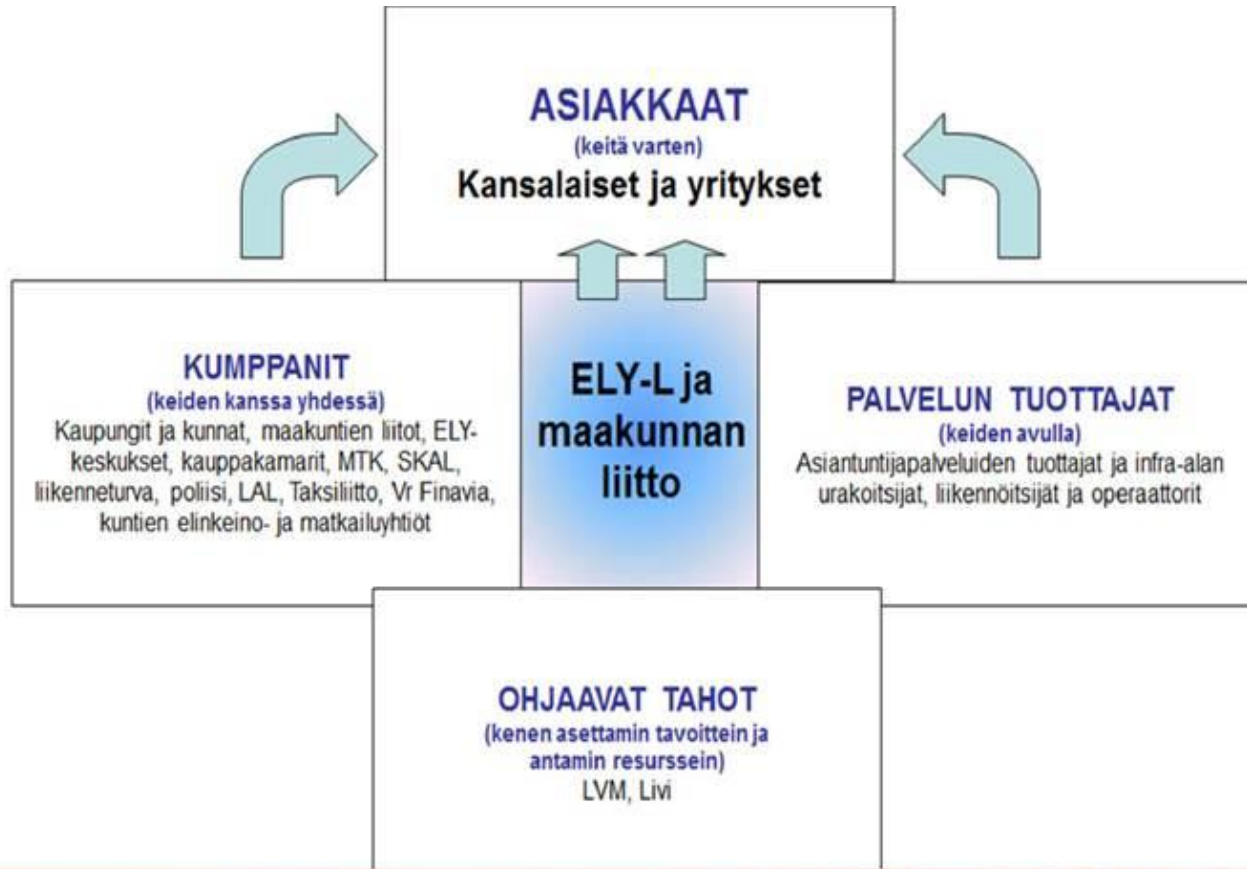 ASIAKKAAT
(keitä varten)
Kansalaiset ja yritykset
KUMPPANIT
(keiden kanssa yhdessä)
Kaupungit ja kunnat, maakuntien liitot, ELY-
keskukset, kauppakamarit, MTK, SKAL,
liikenneturva, poliisi, LAL, Taksiliitto, Vr Finavia,
kuntien elinkeino- ja matkailuyhtiöt
ELY-L ja
maakunnan
liitto
PALVELUN TUOTTAJAT
(keiden avulla)
Asiantuntijapalveluiden tuottajat ja infra-alan
urakoitsijat, liikennöitsijät ja operaattorit
OHJAAVAT TAHOT
(kenen asettamin tavoittein ja
antamin resurssein)
LVM, Livi